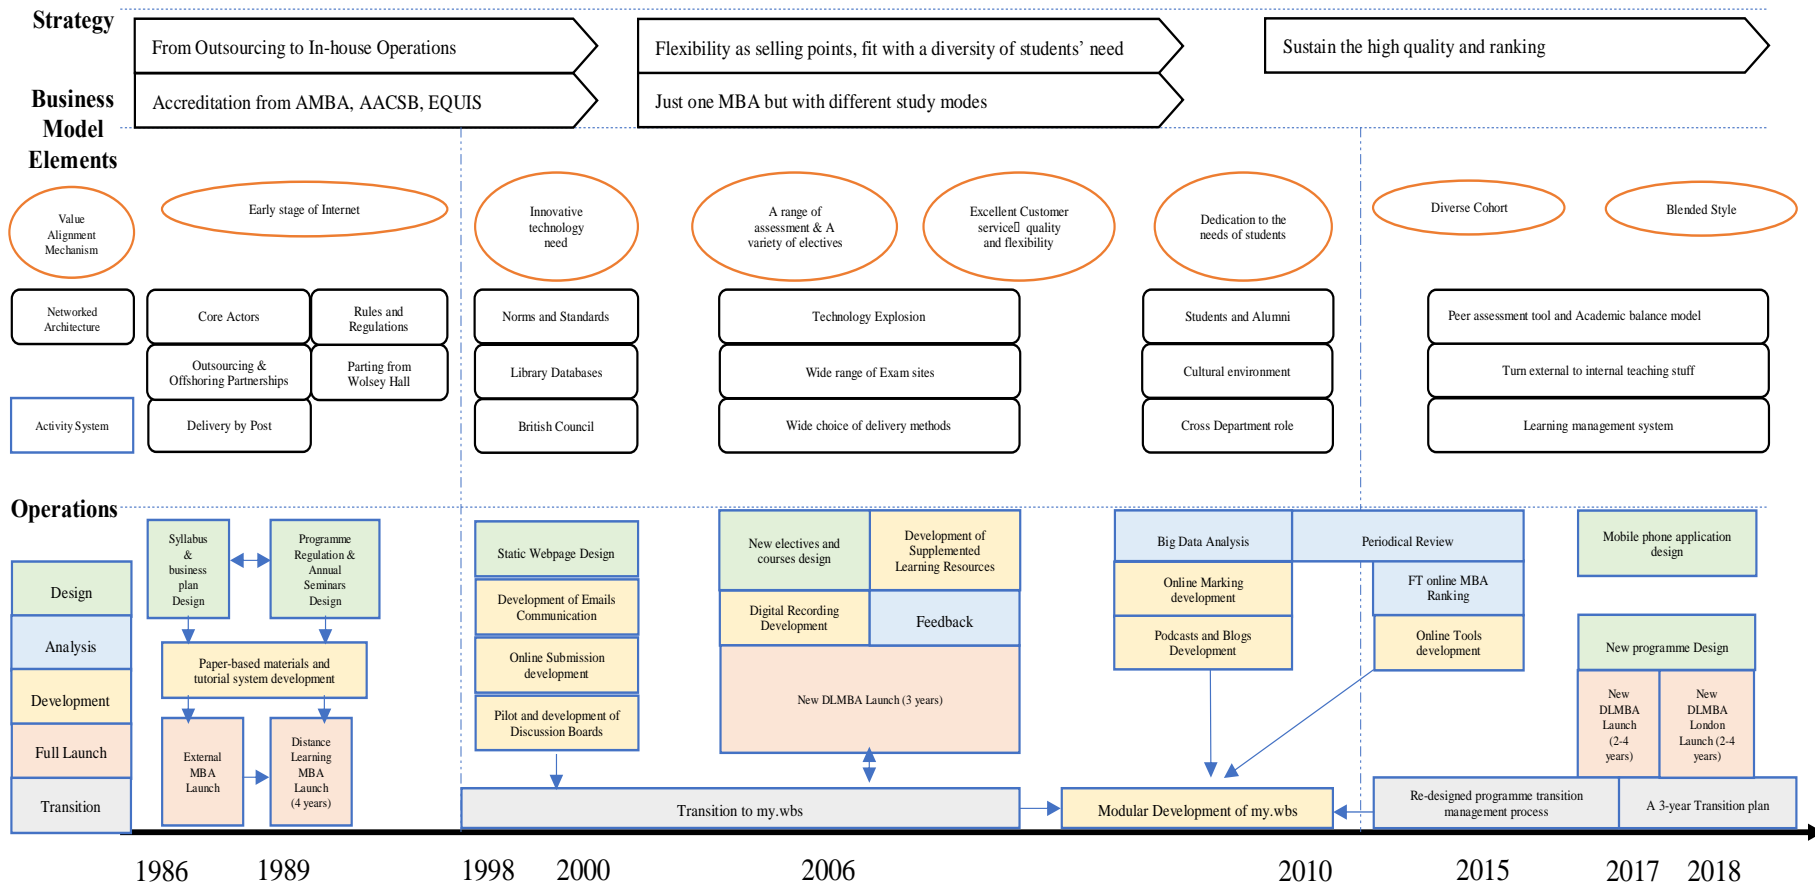 Strategy
From Outsourcing to In-house Operations
Flexibility as selling points, fit with a diversity of students' need
Sustain the high quality and ranking
Accreditation from AMBA, AACSB, EQUIS
Just one MBA but with different study modes
Business
Model
Elements
Value
Alignment
Mechanism
Early stage of Internet
Innovative
technology
need
A range of
assessment & A
variety of electives
Excellent Customer
service quality
and flexibility
Dedication to the
needs of students
Diverse Cohort
Blended Style
Networked
Architecture
Core Actors
Rules and
Regulations
Norms and Standards
Technology Explosion
Students and Alumni
Peer assessment tool and Academic balance model
Outsourcing &
Offshoring Partnerships
Parting from
Wolsey Hall
Library Databases
Wide range of Exam sites
Cultural environment
Turn external to internal teaching stuff
Activity System
Delivery by Post
British Council
Wide choice of delivery methods
Cross Department role
Learning management system
Operations
Design
Analysis
Development
Full Launch
Transition
Syllabus
&
business
plan
Design
Programme
Regulation &
Annual
Seminars
Design
Paper-based materials and
tutorial system development
External
MBA
Launch
Distance
Learning
MBA
Launch
(4 years)
Static Webpage Design
Development of Emails
Communication
Online Submission
development
Pilot and development of
Discussion Boards
New electives and
courses design
Development of
Supplemented
Learning Resources
Digital Recording
Development
Feedback
New DLMBA Launch (3 years)
Transition to my.wbs
Big Data Analysis
Periodical Review
Online Marking
development
FT online MBA
Ranking
Podcasts and Blogs
Development
Online Tools
development
Modular Development of my.wbs
Mobile phone application
design
New programme Design
New
DLMBA
Launch
(2-4
years)
New
DLMBA
London
Launch (2-4
years)
Re-designed programme transition
management process
A 3-year Transition plan
1986
1989
1998
2000
2006
2010
2015
2017
2018